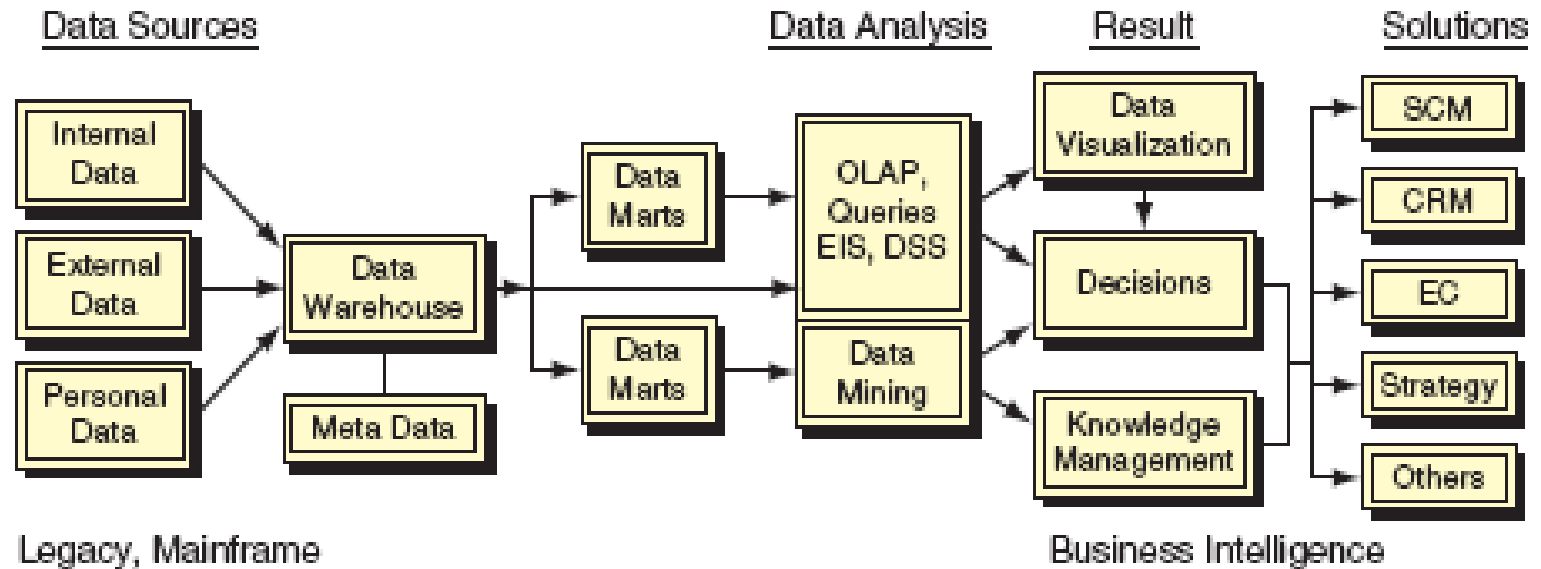 Data Sources
Data Analysis
Result
Solutions
Internal
Data
External
Data
Personal
Data
Data
Warehouse
Meta Data
Data
Marts
Data
Marts
OLAP,
Queries
EIS, DSS
Data
Mining
Data
Visualization
Decisions
Knowledge
Management
SCM
CRM
EC
Strategy
Others
Legacy, Mainframe
Business Intelligence